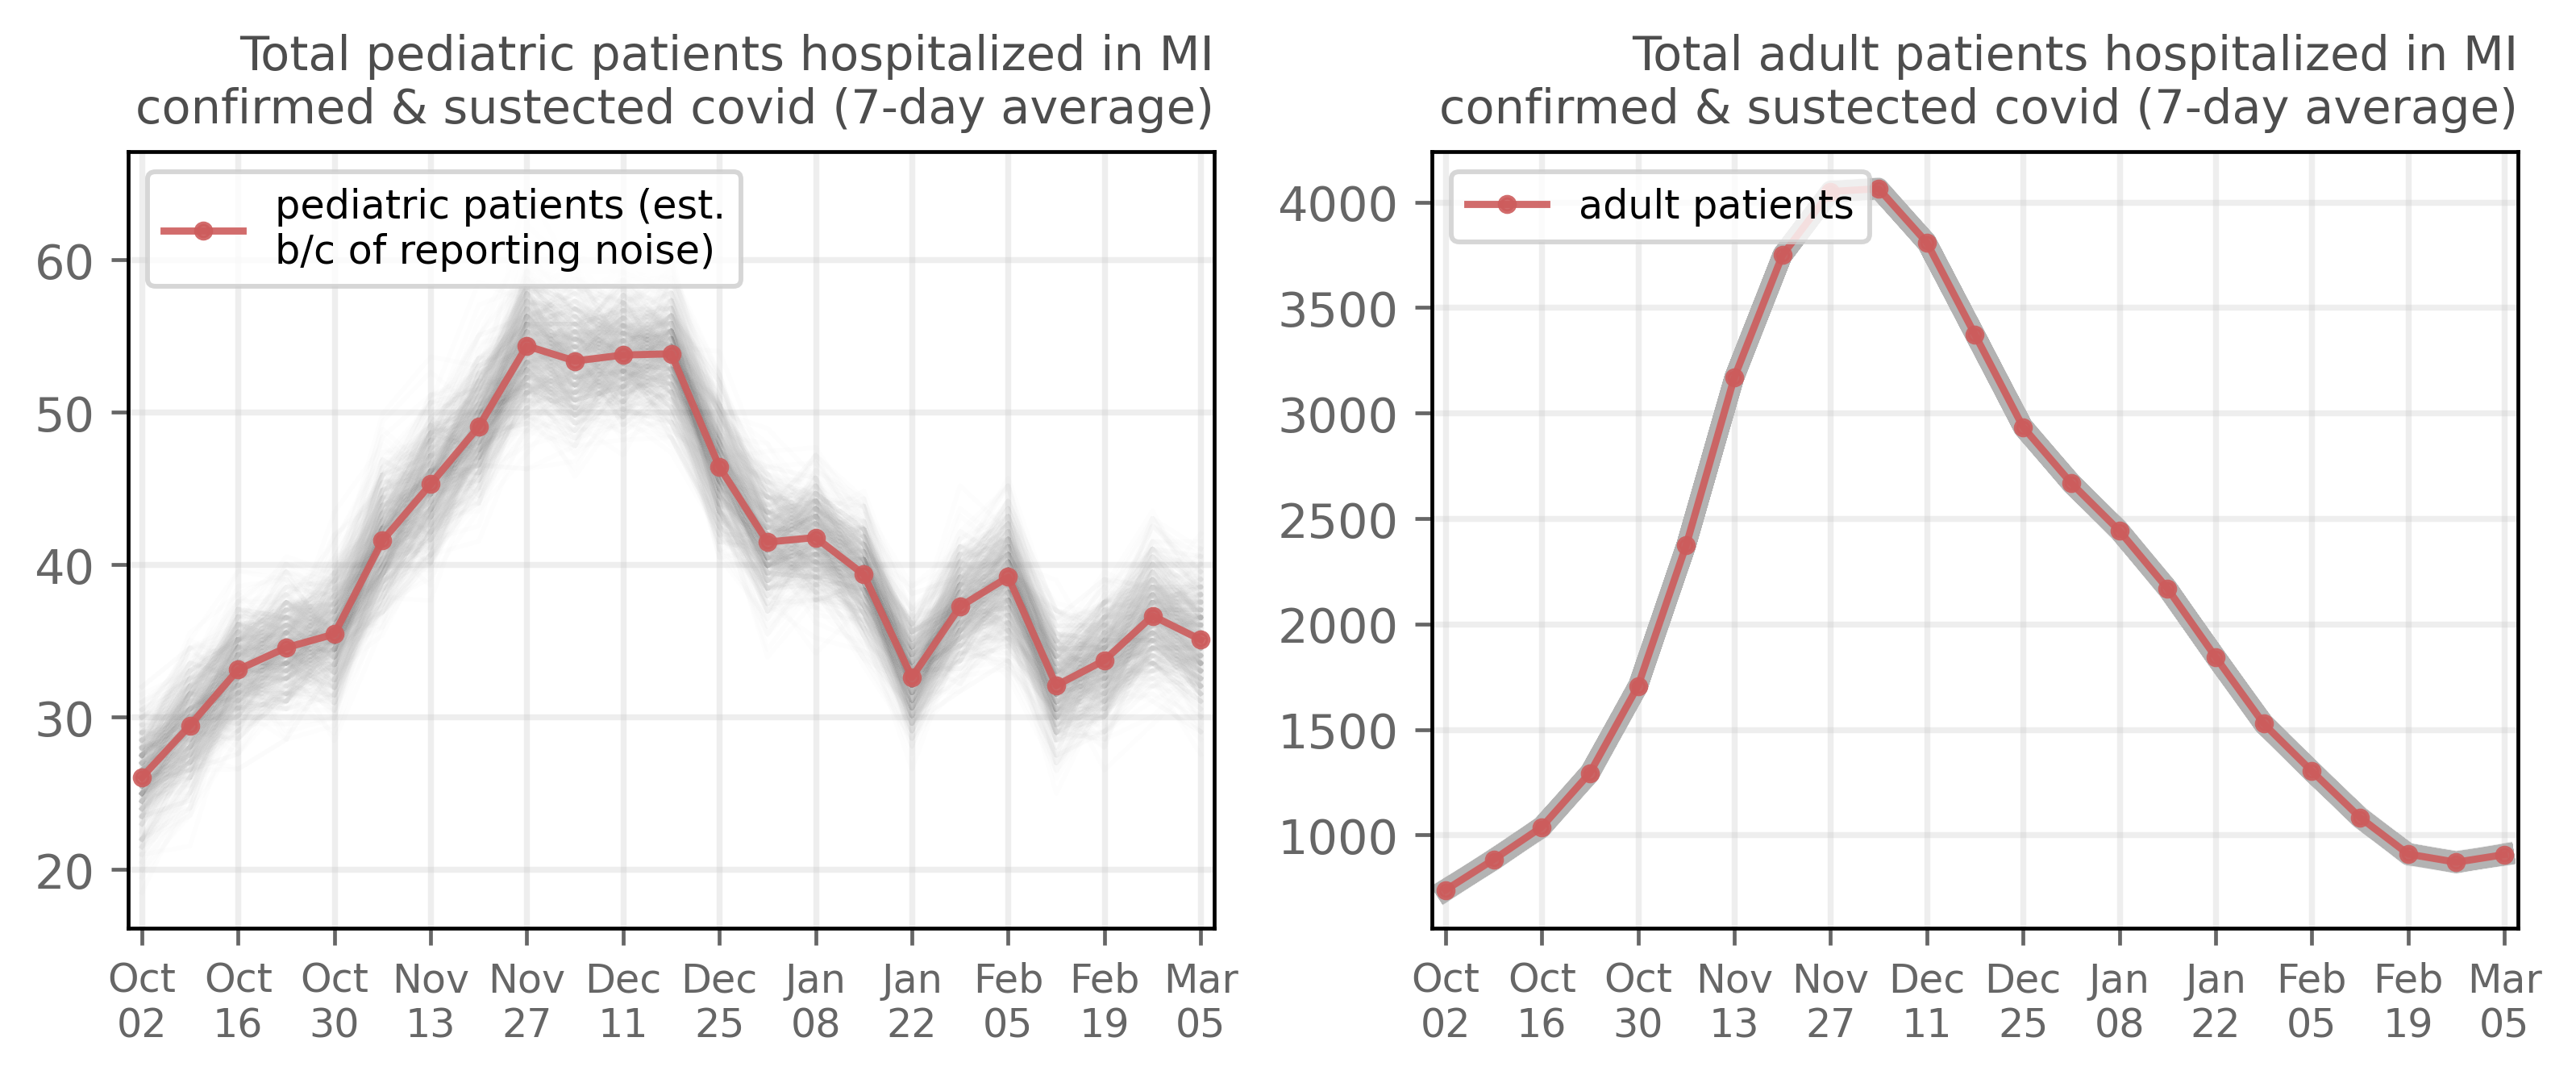 Total pediatric patients hospitalized in MI
confirmed & sustected covid (7-day average)
pediatric patients (est.
b/c of reporting noise)
60
50
40
30
20
Oct Oct Oct Nov Nov Dec Dec Jan Jan Feb Feb Mar
02 16 30 13 27 11 25 08 22 05 19 05
Total adult patients hospitalized in MI
confirmed & sustected covid (7-day average)
adult patients
4000
3500
3000
2500
2000
1500
1000
Oct Oct Oct Nov Nov Dec Dec Jan Jan Feb Feb Mar
02 16 30 13 27 11 25 08 22 05 19 05